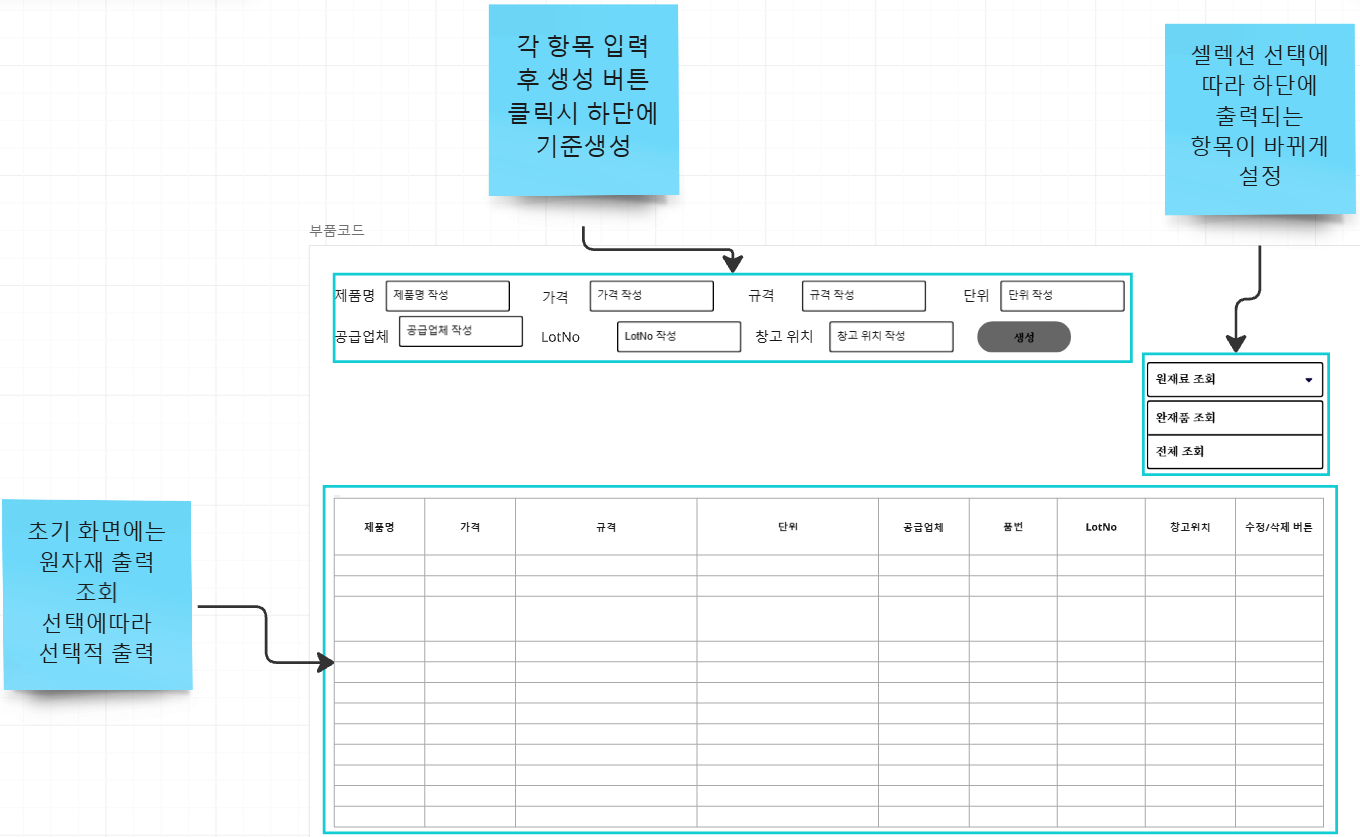 각 항목 입력
후 생성 버튼
클릭시 하단에
기준생성
셀렉션 선택에
따라 하단에
출력되는
항목이 바뀌게
설정
부품코드
제품명 제품명 작성 가격 가격 작성 규격 규격 작성 단위 단위 작성
공급업체 공급업체 작성 LotNo LotNo 작성 창고 위치 창고 위치 작성 생성
원재료 조회
완재품 조회
전체 조회
초기 화면에는
원자재 출력
조회
선택에따라
선택적 출력
제품명 가격 규격 단위 공급업체 품번 LotNo 창고위치 수정/삭제 버튼